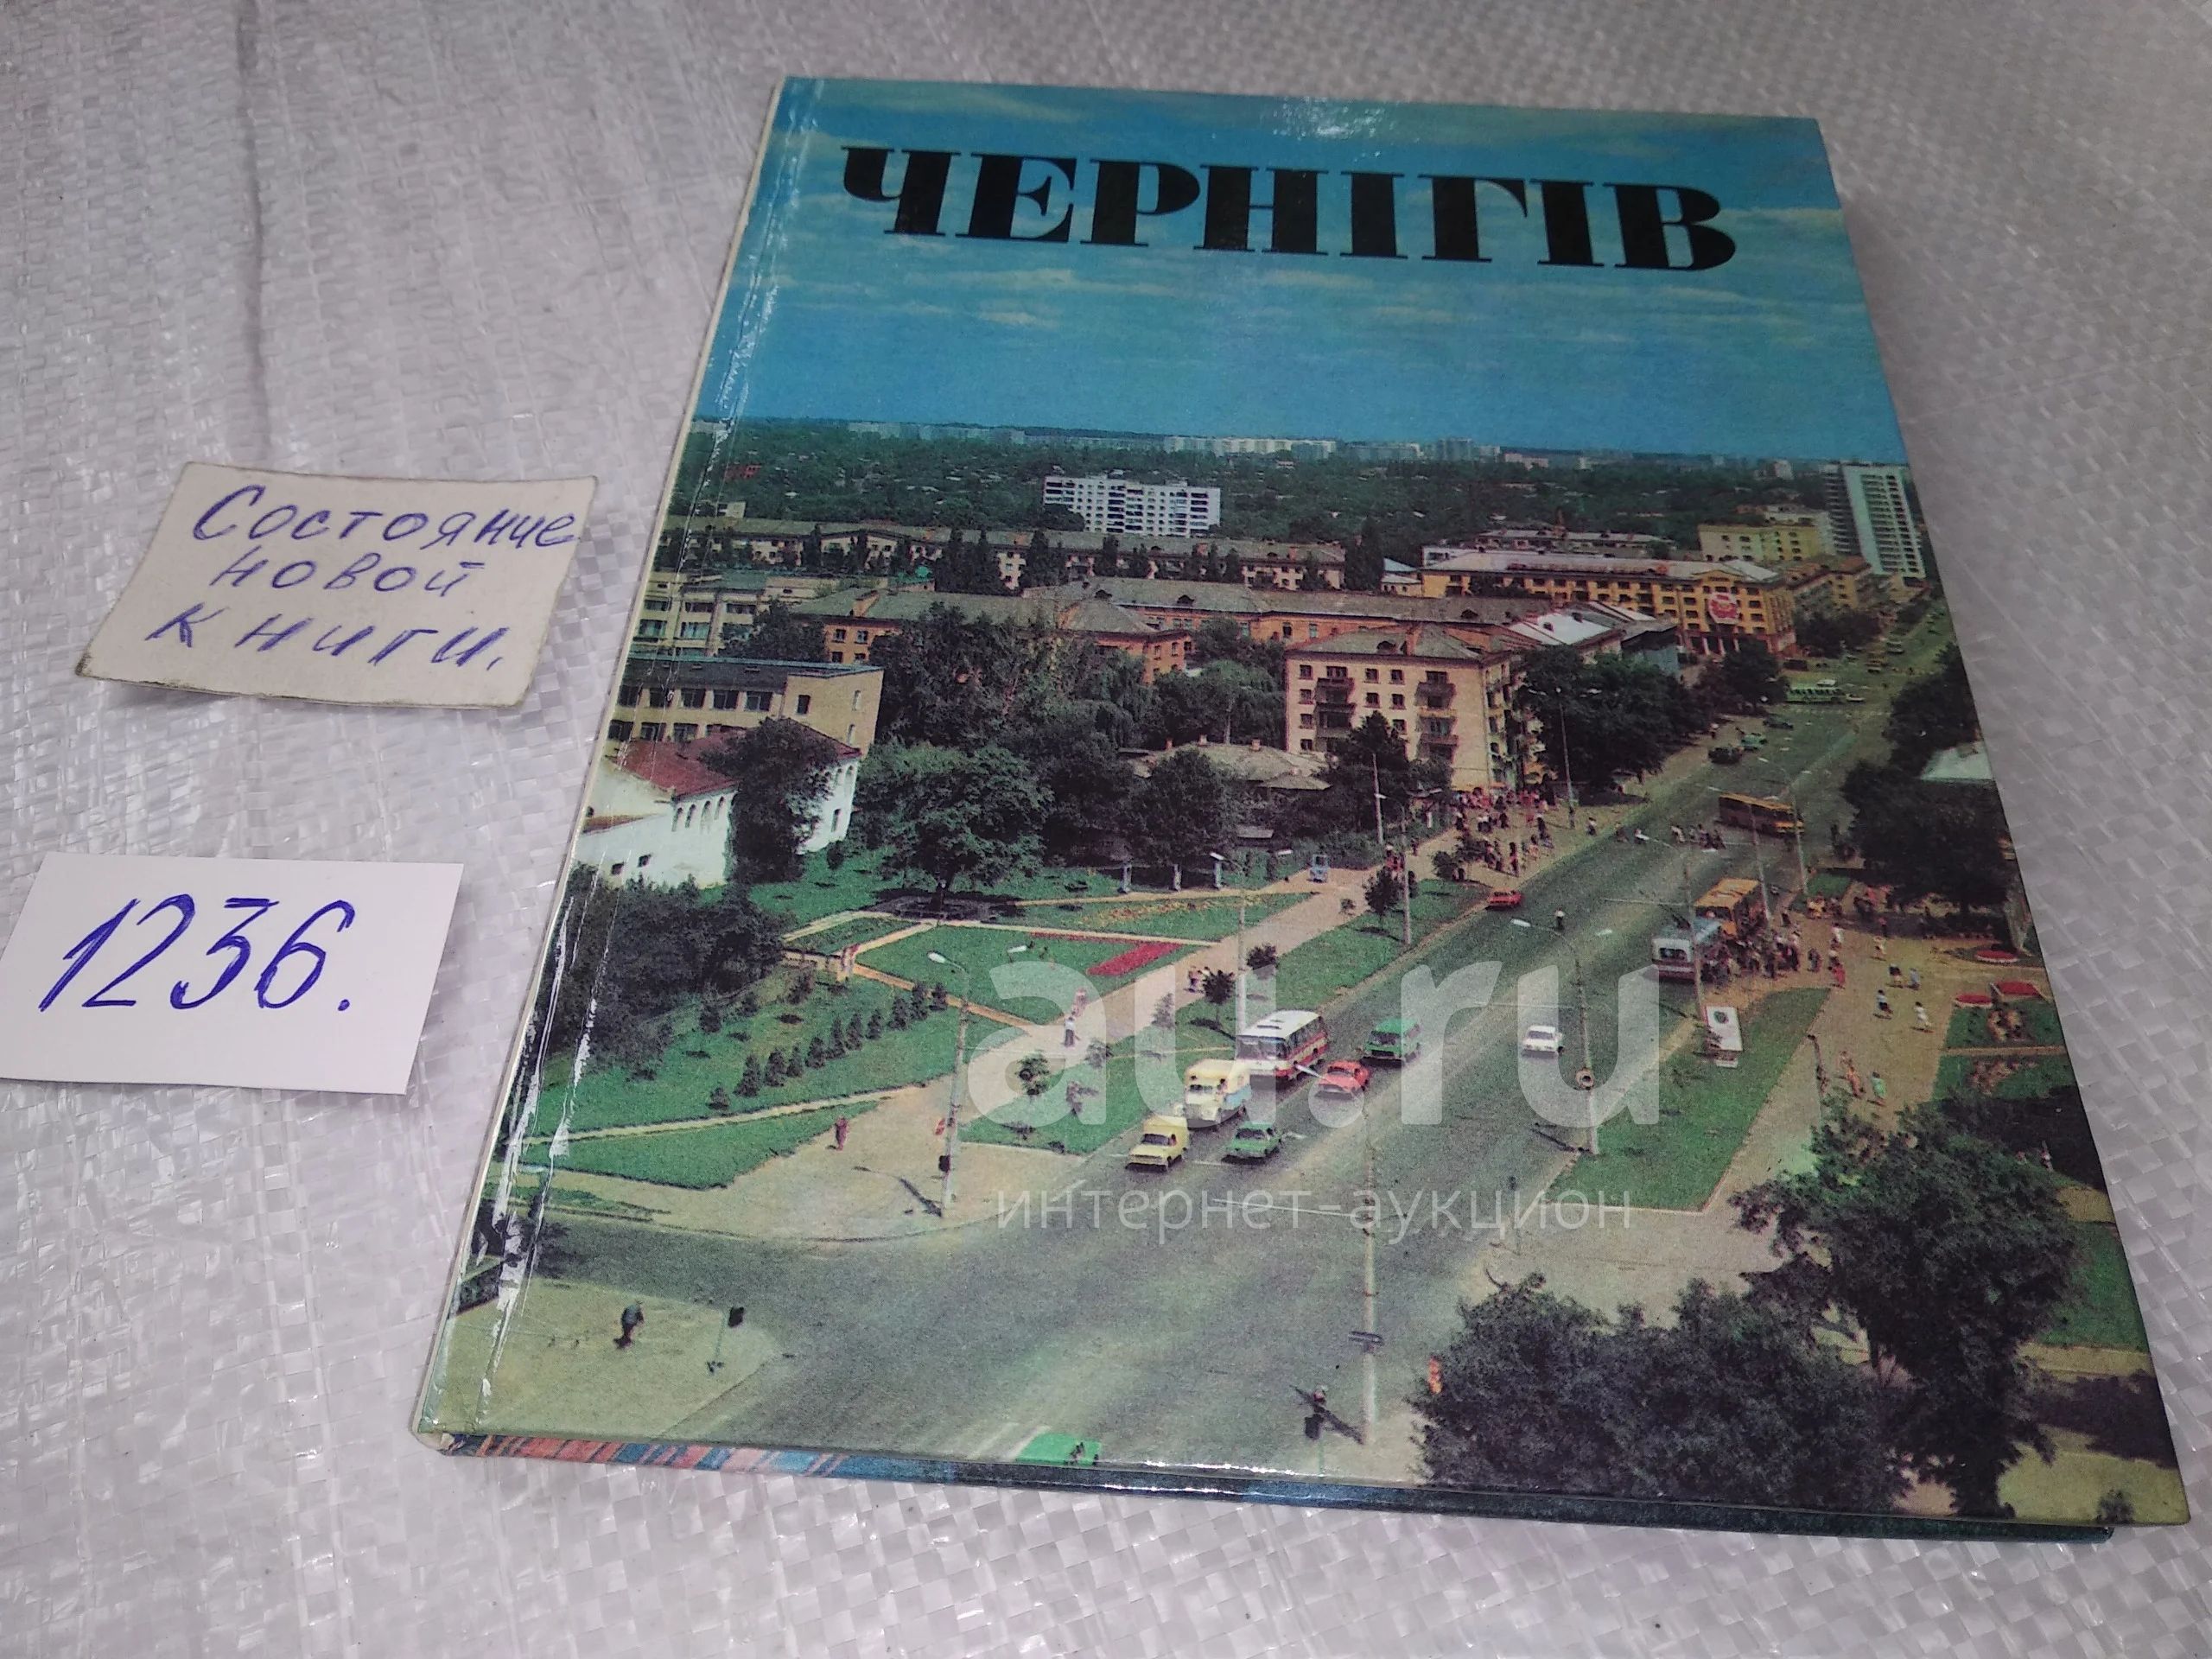 ЧЕРНІГІВ
Состояние
новой
книги.
1236.
au.ru
интернет-аукцион